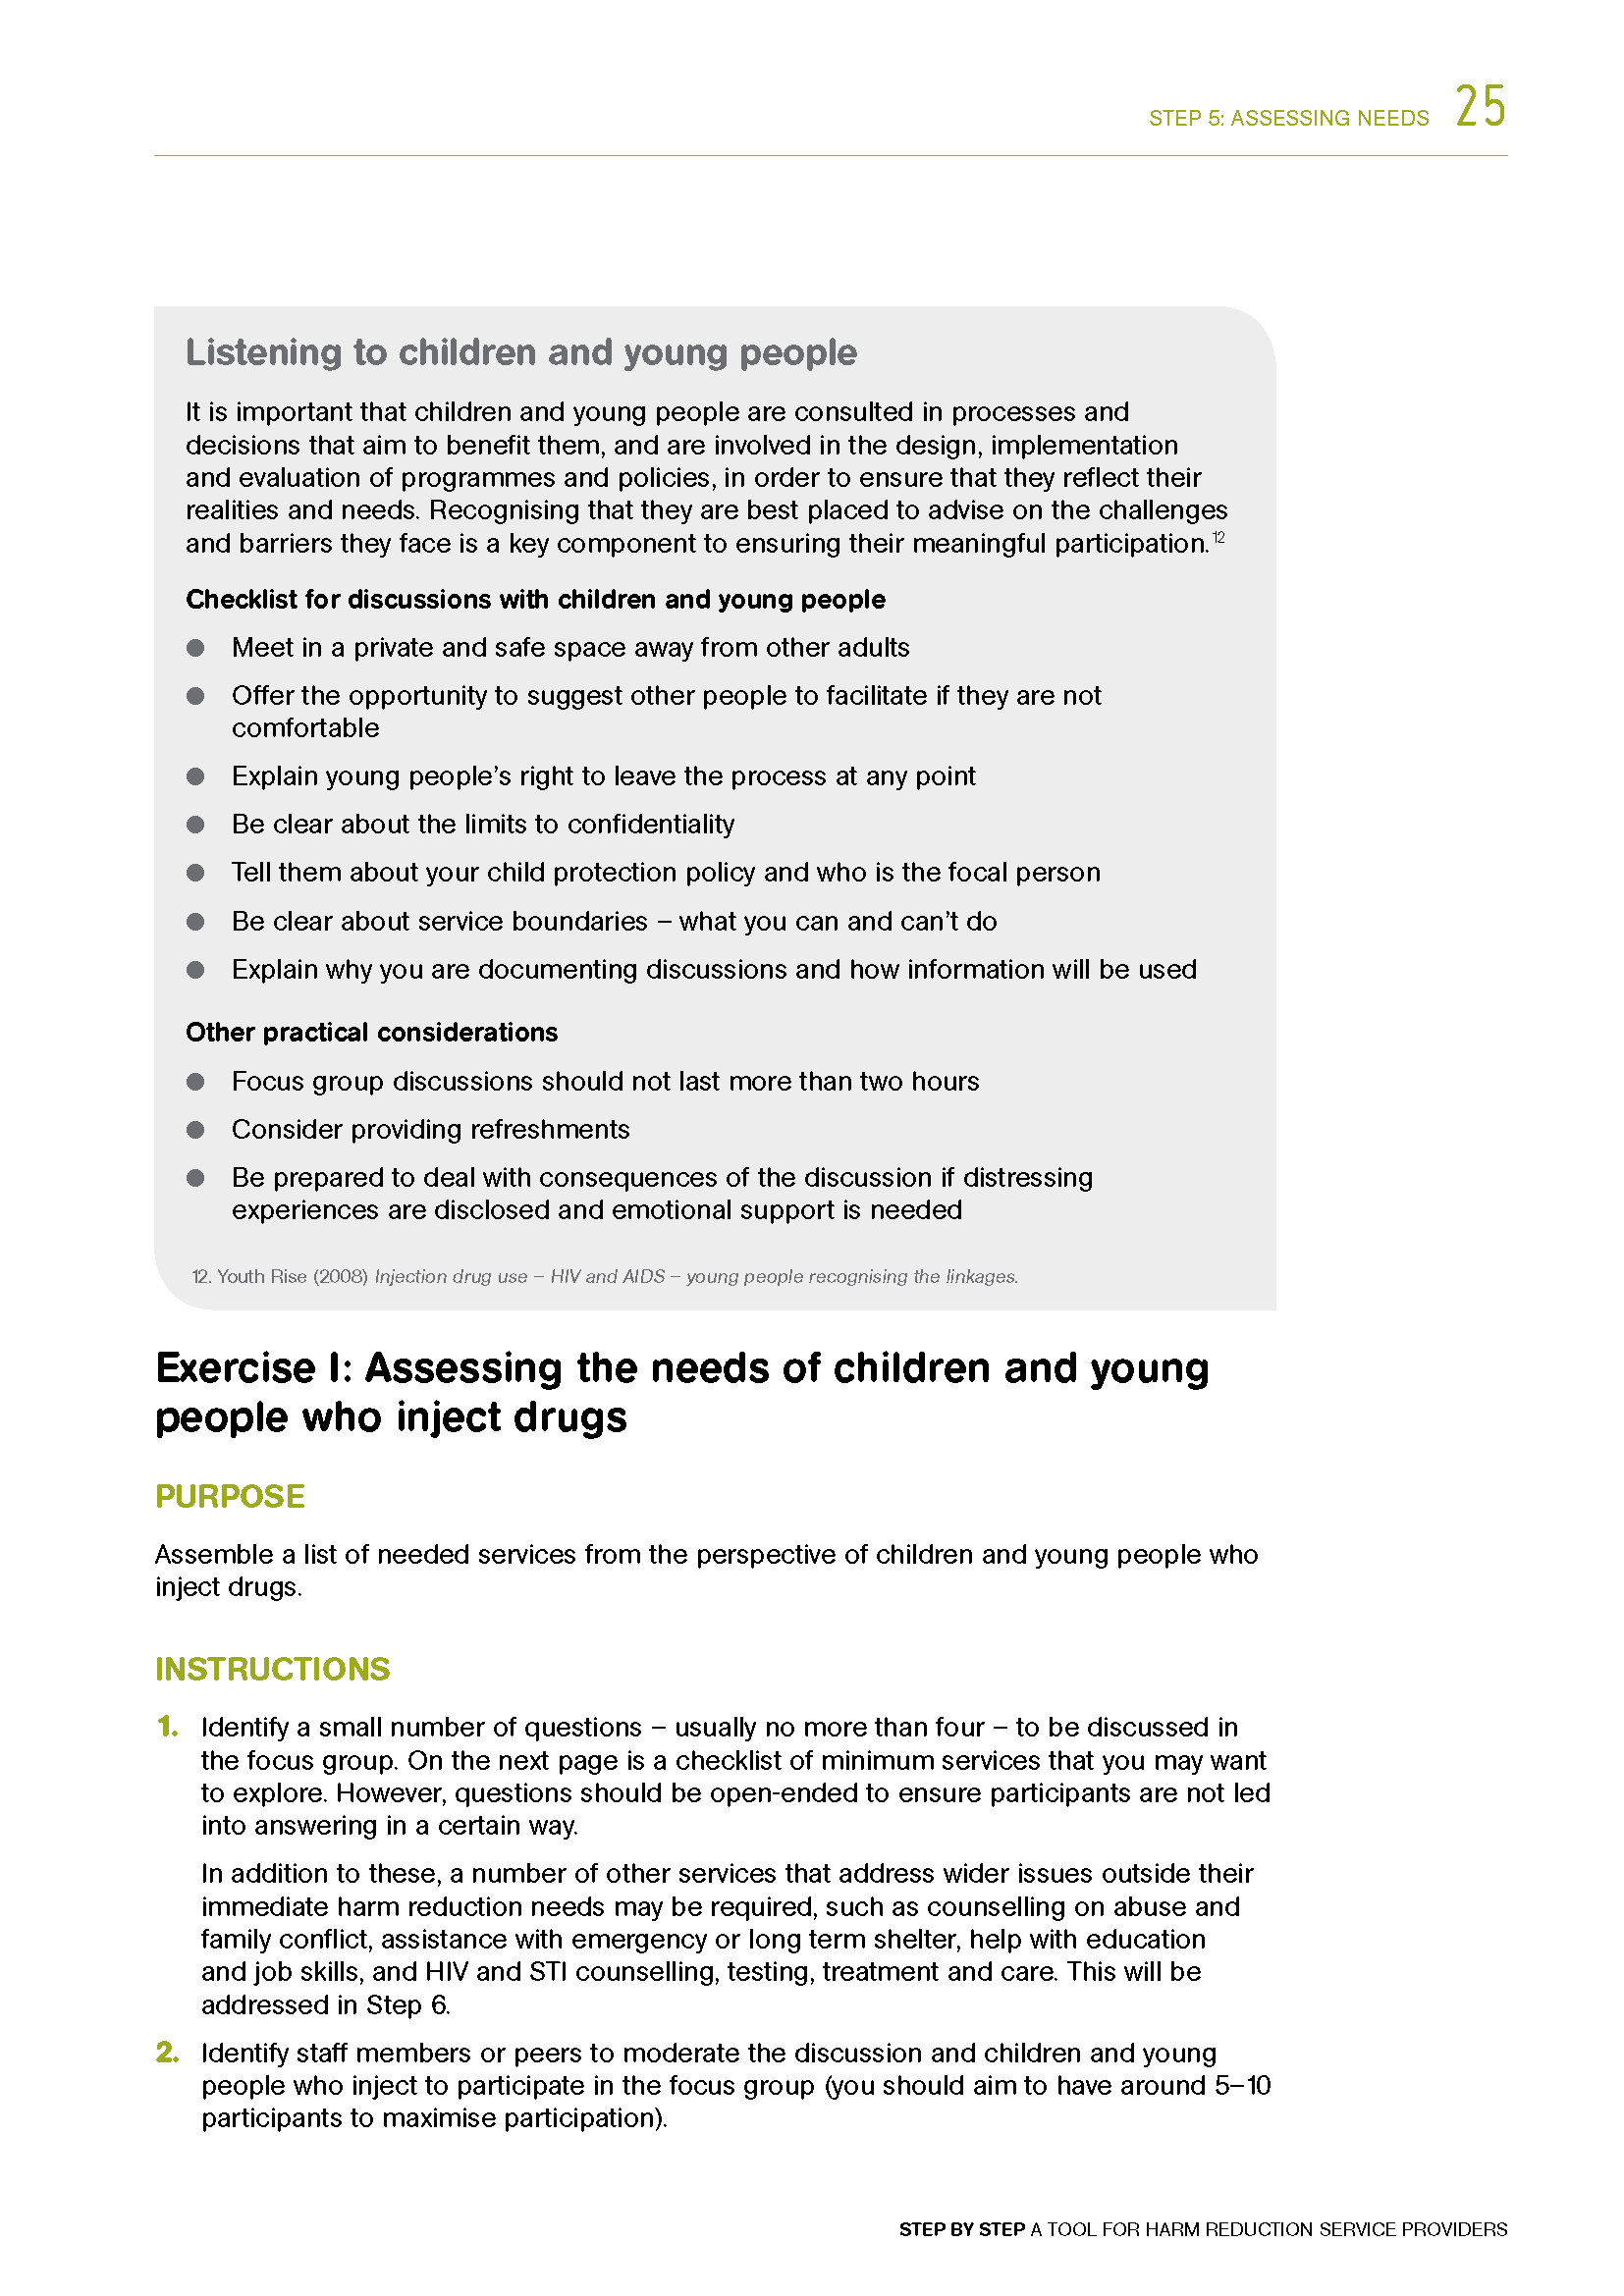 STEP 5: ASSESSING NEEDS 25
Listening to children and young people
It is important that children and young people are consulted in processes and
decisions that aim to benefit them, and are involved in the design, implementation
and evaluation of programmes and policies, in order to ensure that they reflect their
realities and needs. Recognising that they are best placed to advise on the challenges
and barriers they face is a key component to ensuring their meaningful participation.12
Checklist for discussions with children and young people
● Meet in a private and safe space away from other adults
● Offer the opportunity to suggest other people to facilitate if they are not
comfortable
● Explain young people’s right to leave the process at any point
● Be clear about the limits to confidentiality
● Tell them about your child protection policy and who is the focal person
● Be clear about service boundaries – what you can and can’t do
● Explain why you are documenting discussions and how information will be used
Other practical considerations
● Focus group discussions should not last more than two hours
● Consider providing refreshments
● Be prepared to deal with consequences of the discussion if distressing
experiences are disclosed and emotional support is needed
12. Youth Rise (2008) Injection drug use – HIV and AIDS – young people recognising the linkages.
Exercise I: Assessing the needs of children and young
people who inject drugs
PURPOSE
Assemble a list of needed services from the perspective of children and young people who
inject drugs.
INSTRUCTIONS
1. Identify a small number of questions – usually no more than four – to be discussed in
the focus group. On the next page is a checklist of minimum services that you may want
to explore. However, questions should be open-ended to ensure participants are not led
into answering in a certain way.
In addition to these, a number of other services that address wider issues outside their
immediate harm reduction needs may be required, such as counselling on abuse and
family conflict, assistance with emergency or long term shelter, help with education
and job skills, and HIV and STI counselling, testing, treatment and care. This will be
addressed in Step 6.
2. Identify staff members or peers to moderate the discussion and children and young
people who inject to participate in the focus group (you should aim to have around 5–10
participants to maximise participation).
STEP BY STEP A TOOL FOR HARM REDUCTION SERVICE PROVIDERS